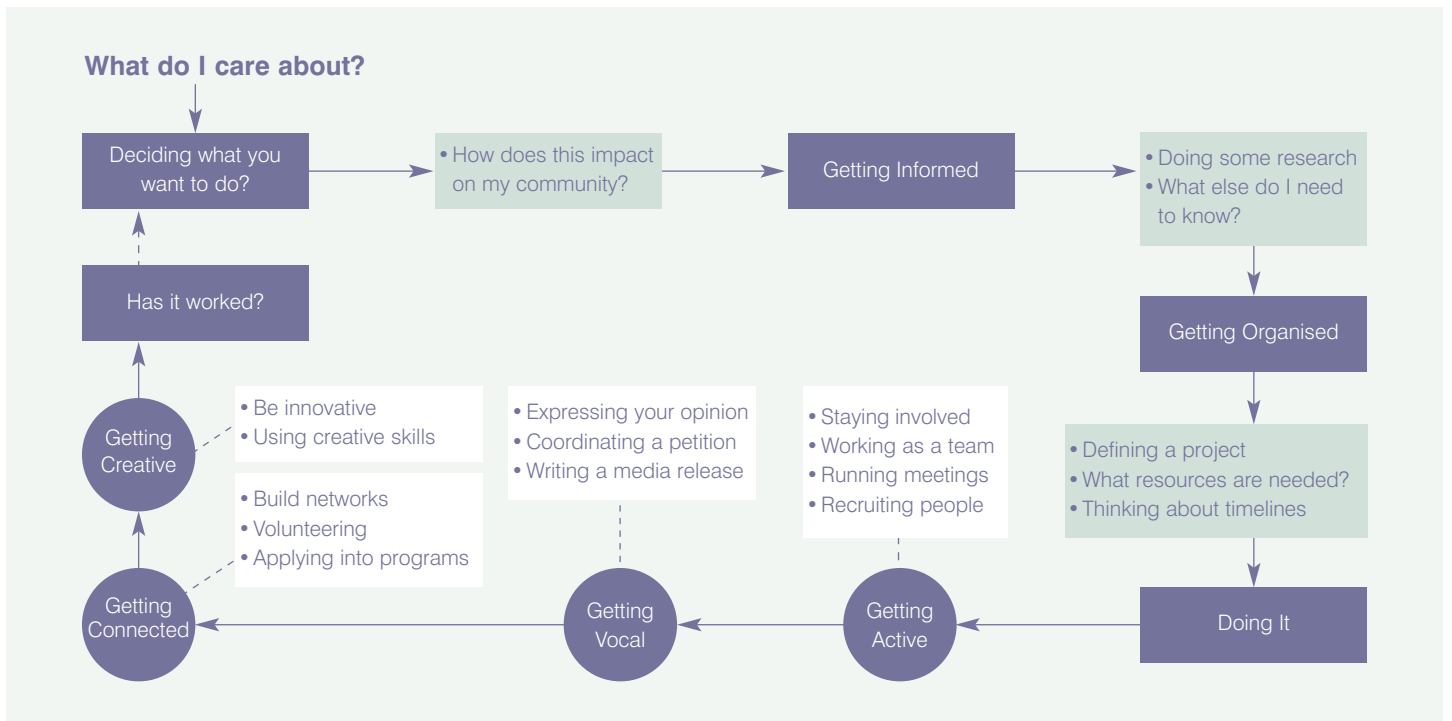 What do I care about?
Deciding what you
want to do?
• How does this impact
on my community?
Getting Informed
• Doing some research
• What else do I need
to know?
Getting Organised
• Defining a project
• What resources are needed?
• Thinking about timelines
Doing It
Getting
Active
• Staying involved
• Working as a team
• Running meetings
• Recruiting people
Getting
Vocal
• Expressing your opinion
• Coordinating a petition
• Writing a media release
Getting
Connected
• Build networks
• Volunteering
• Applying into programs
Getting
Creative
• Be innovative
• Using creative skills
Has it worked?